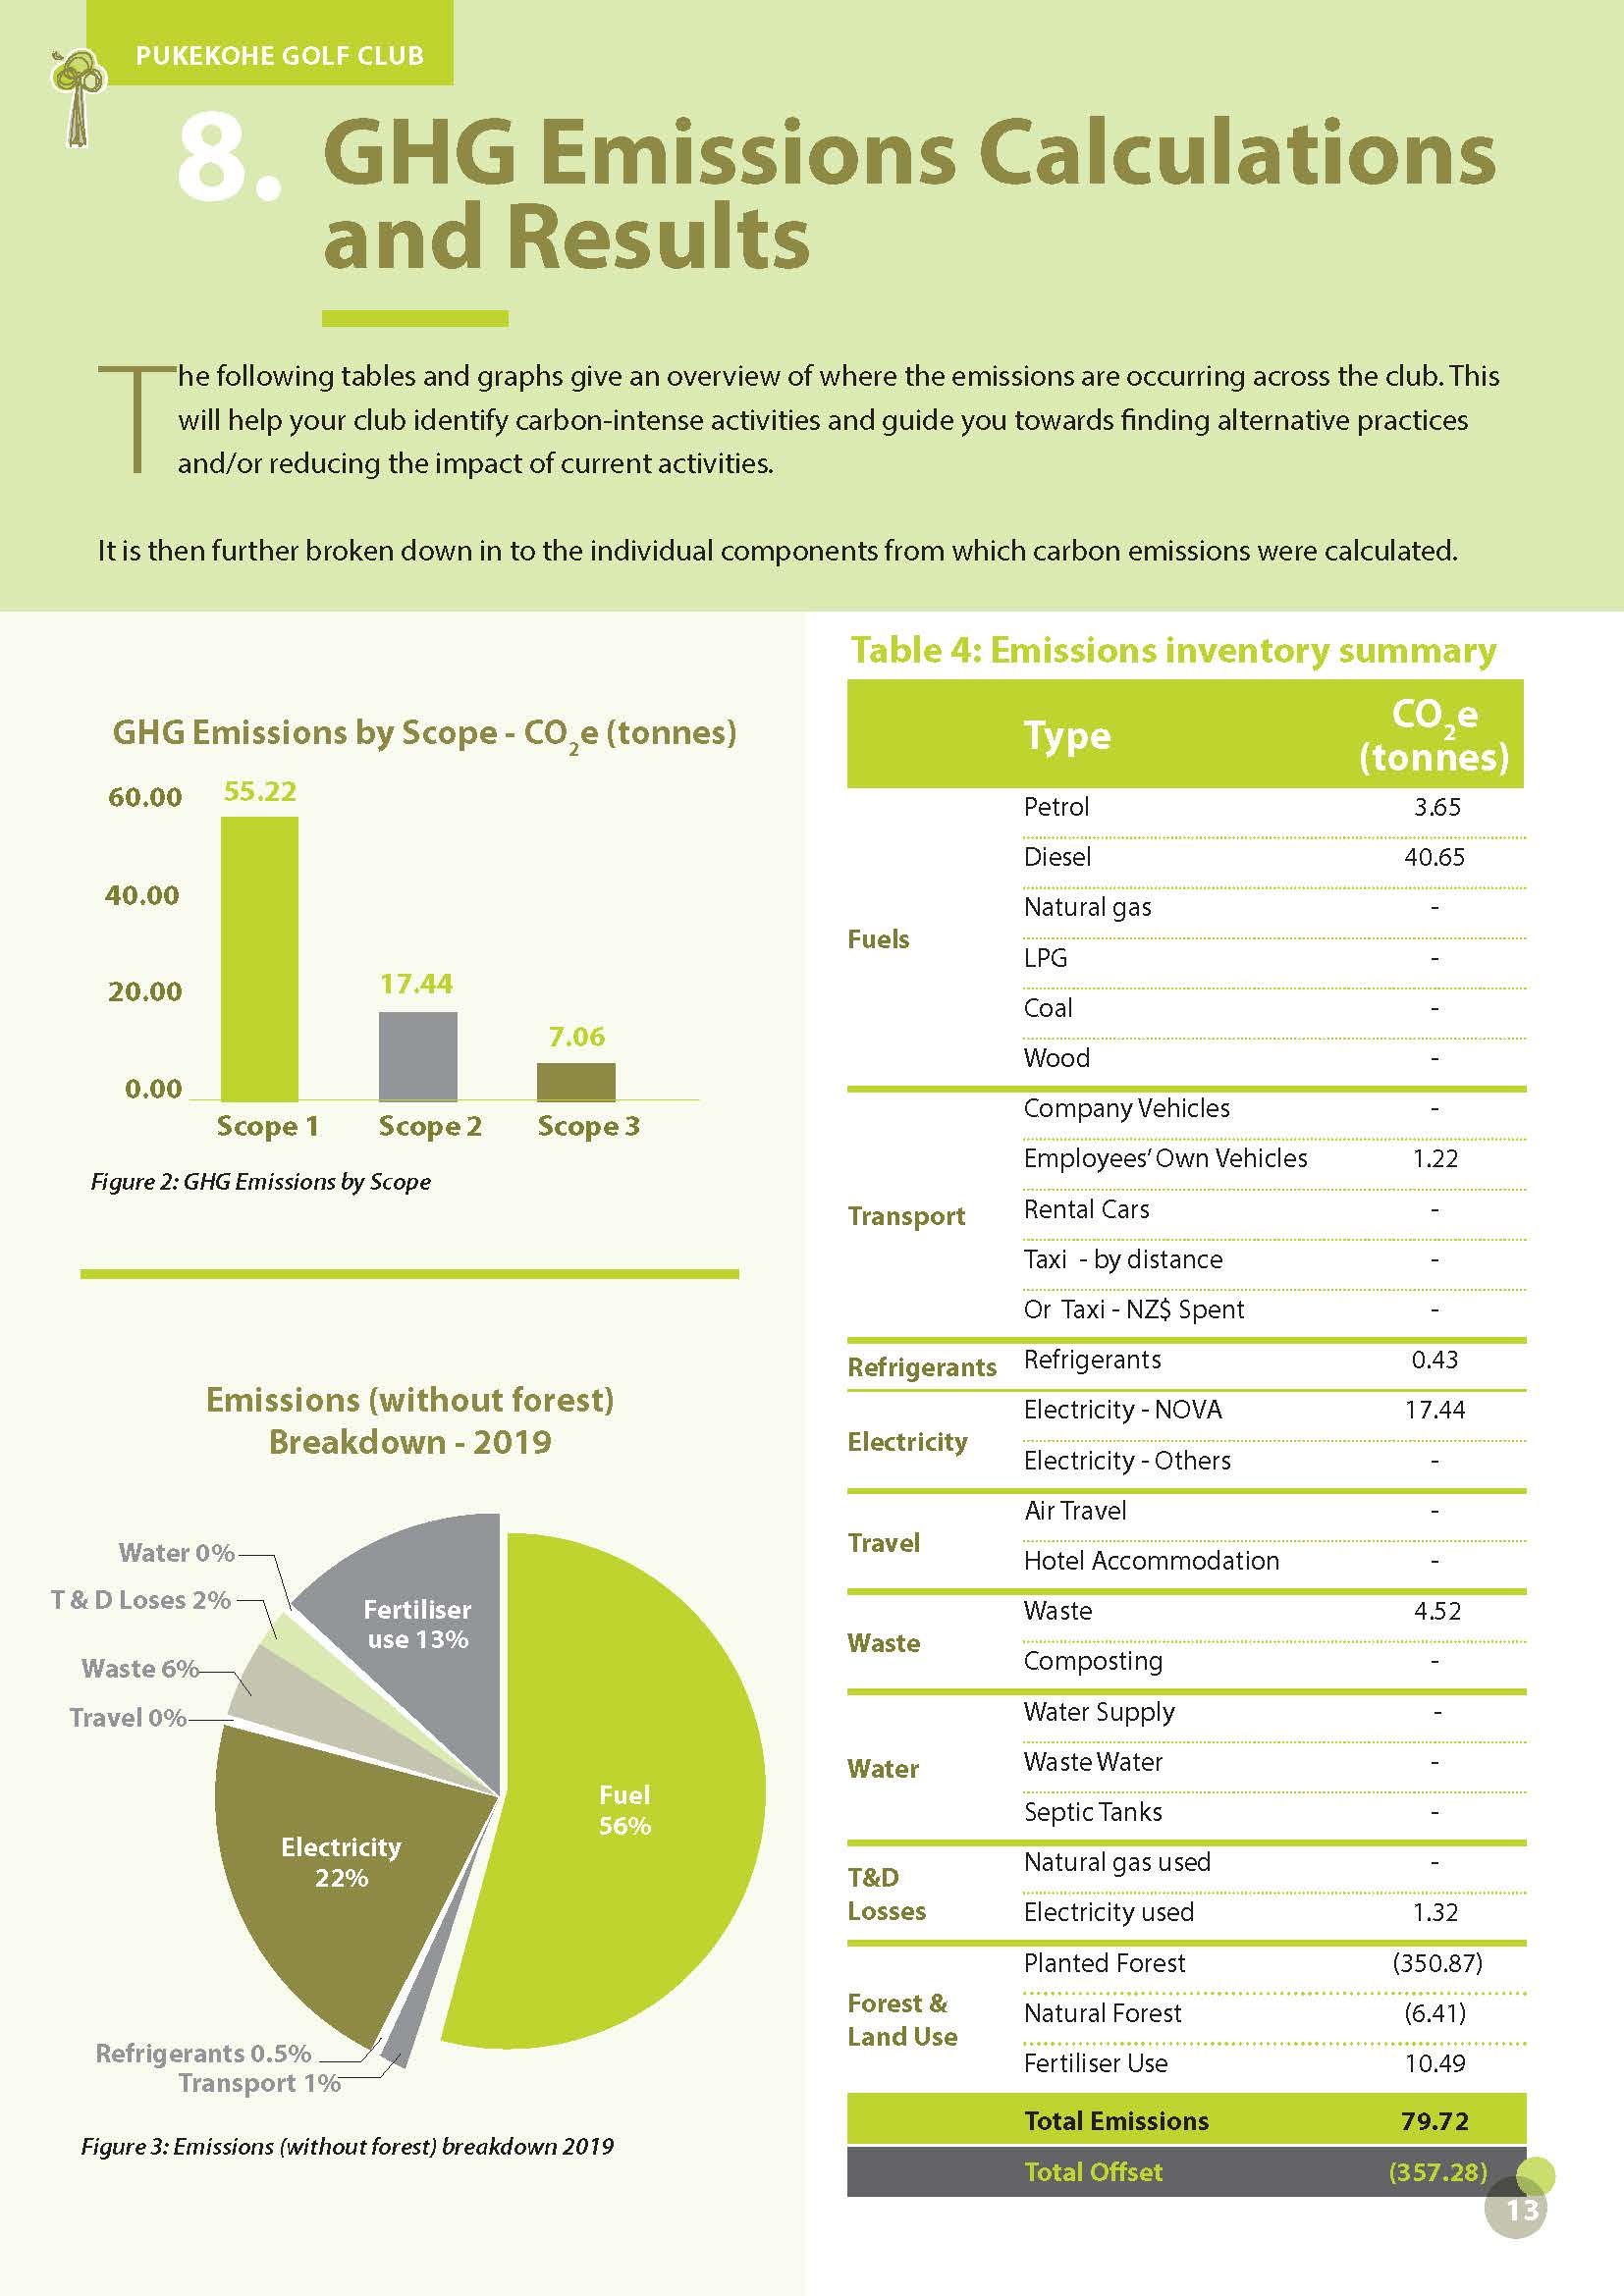 PUKEKOHE GOLF CLUB
8. GHG Emissions Calculations
and Results
The following tables and graphs give an overview of where the emissions are occurring across the club. This
will help your club identify carbon-intense activities and guide you towards finding alternative practices
and/or reducing the impact of current activities.
It is then further broken down in to the individual components from which carbon emissions were calculated.
GHG Emissions by Scope - CO2e (tonnes)
60.00
55.22
40.00
20.00
17.44
7.06
0.00
Scope 1 Scope 2 Scope 3
Figure 2: GHG Emissions by Scope
Emissions (without forest)
Breakdown - 2019
Water 0%
T & D Loses 2%
Waste 6%
Travel 0%
Fertiliser
use 13%
Fuel
56%
Electricity
22%
Refrigerants 0.5%
Transport 1%
Figure 3: Emissions (without forest) breakdown 2019
Table 4: Emissions inventory summary
Type CO2e
(tonnes)
Fuels
Petrol 3.65
Diesel 40.65
Natural gas -
LPG -
Coal -
Wood -
Transport
Company Vehicles -
Employees' Own Vehicles 1.22
Rental Cars -
Taxi - by distance -
Or Taxi - NZ$ Spent -
Refrigerants Refrigerants 0.43
Electricity
Electricity - NOVA 17.44
Electricity - Others -
Travel
Air Travel -
Hotel Accommodation -
Waste
Waste 4.52
Composting -
Water
Water Supply -
Waste Water -
Septic Tanks -
T&D
Losses
Natural gas used -
Electricity used 1.32
Forest &
Land Use
Planted Forest (350.87)
Natural Forest (6.41)
Fertiliser Use 10.49
Total Emissions 79.72
Total Offset (357.28)
13